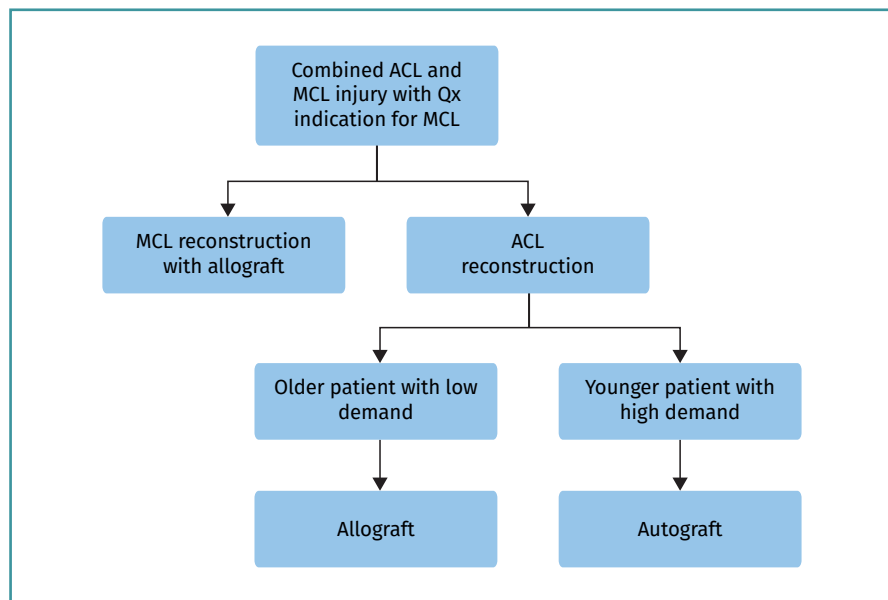 Combined ACL and
MCL injury with Qx
indication for MCL
MCL reconstruction
with allograft
ACL
reconstruction
Older patient with low
demand
Younger patient with
high demand
Allograft
Autograft